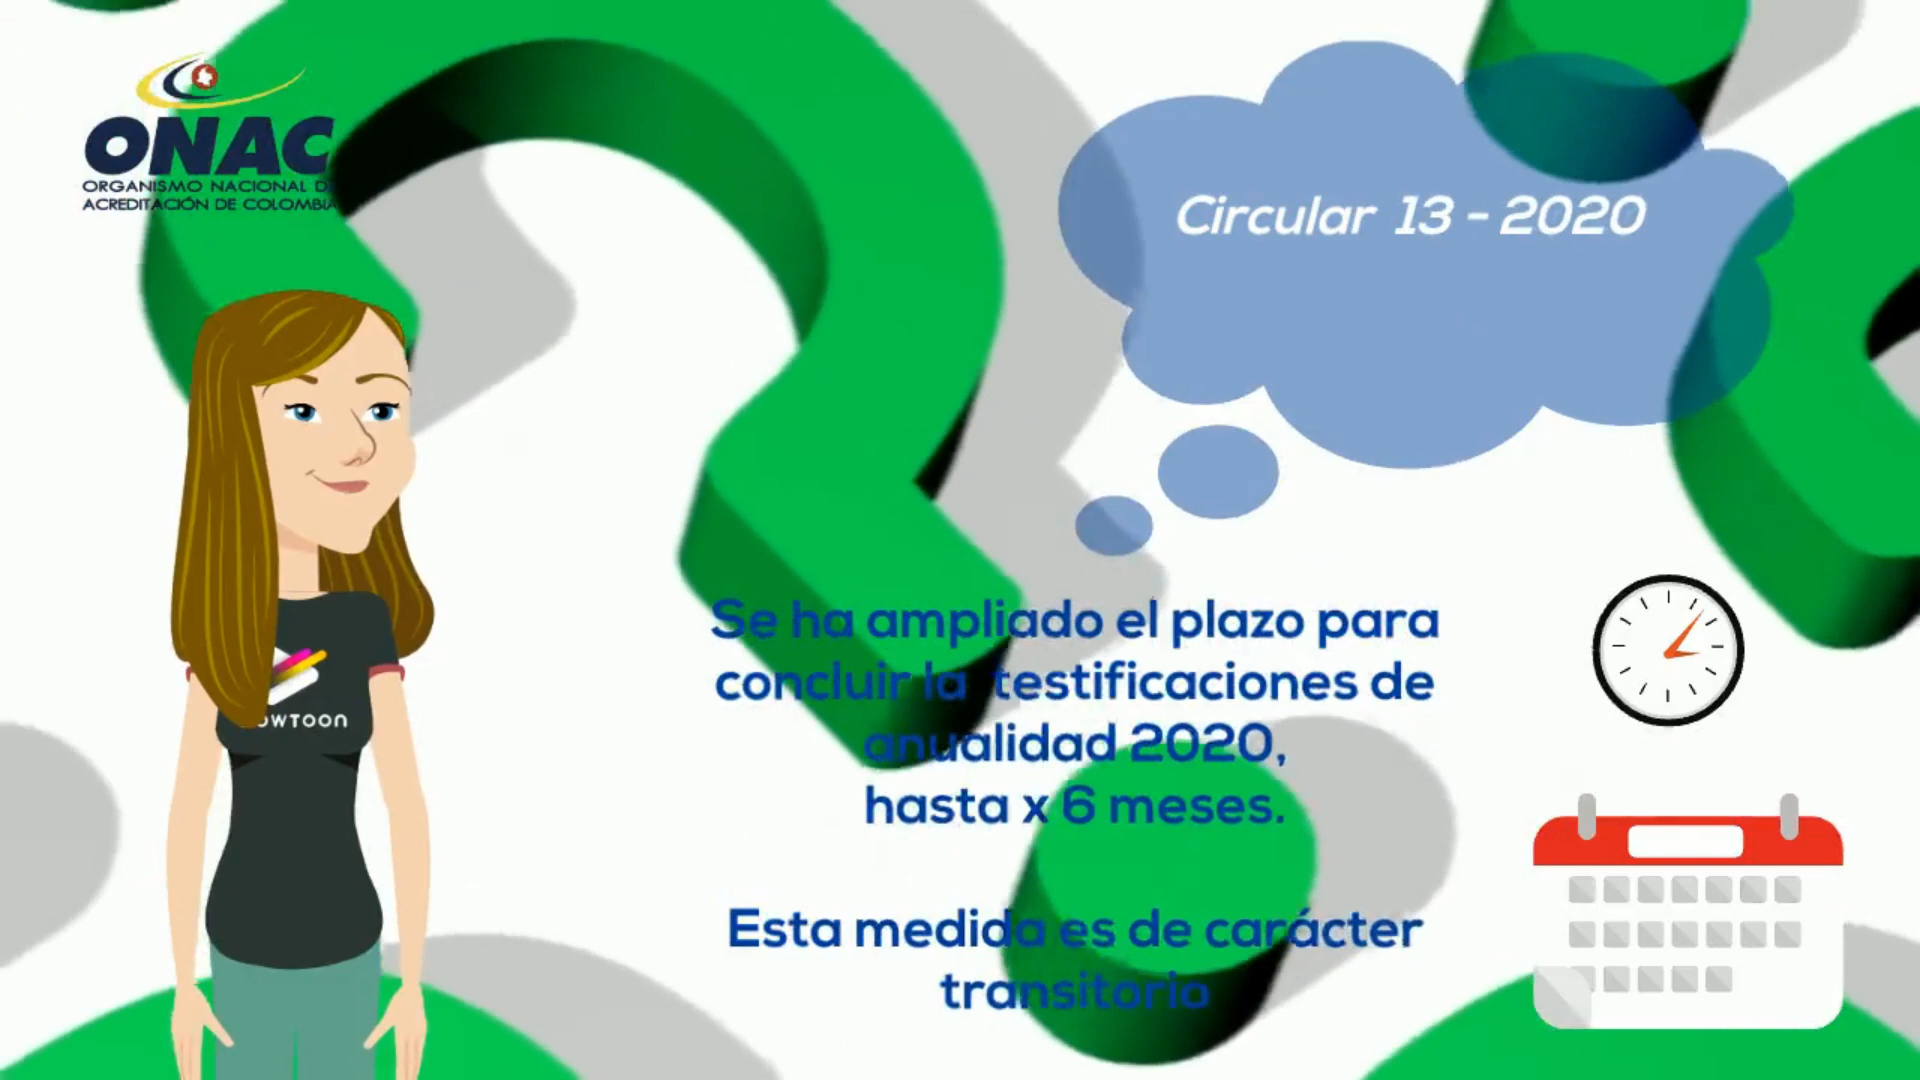 ONAC
ORGANISMO NACIONAL DE
ACREDITACIÓN DE COLOMBIA
Circular 13 - 2020
Se ha ampliado el plazo para
concluir la testificaciones de
anualidad 2020,
hasta x 6 meses.
Esta medida es de carácter
transitorio